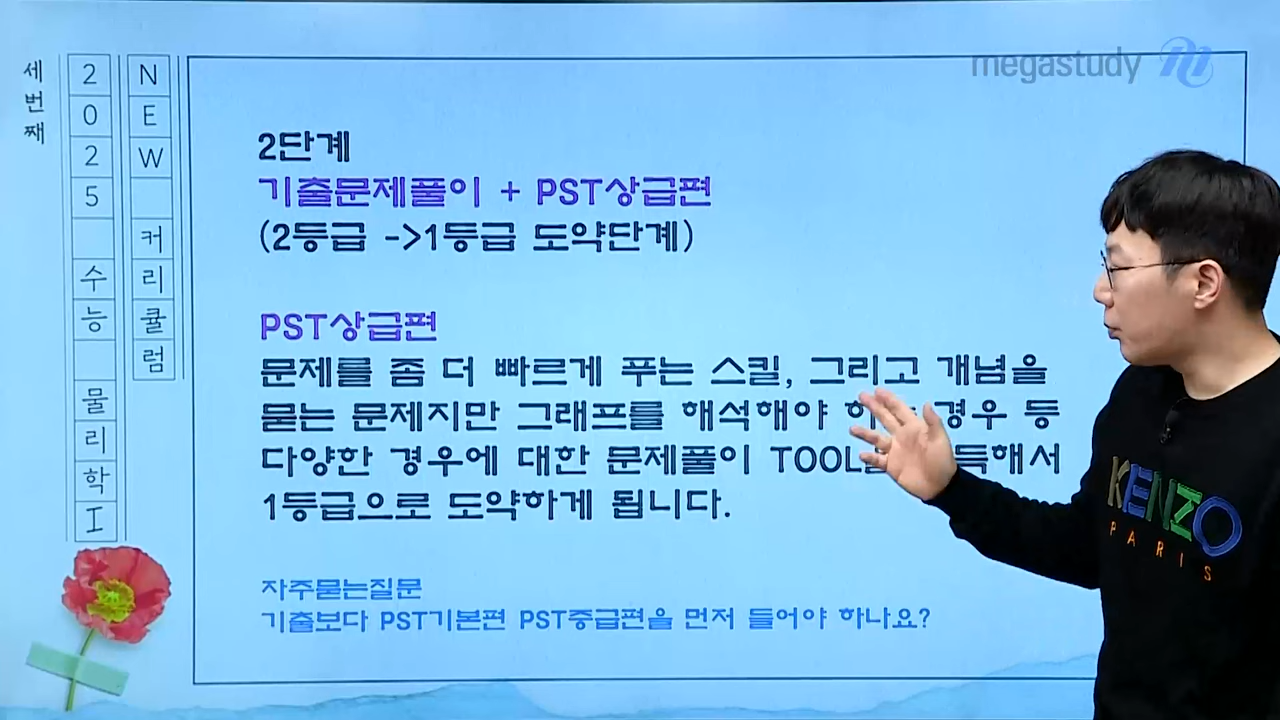 세번째
2025 수능 물리학 I
NEW 커리큘럼
megastudy
2단계
기출문제풀이 + PST상급편
(2등급 ->1등급 도약단계)
PST상급편
문제를 좀 더 빠르게 푸는 스킬, 그리고 개념을
묻는 문제지만 그래프를 해석해야 경우 등
다양한 경우에 대한 문제풀이 TOOL을
1등급으로 도약하게 됩니다.
자주묻는질문
기출보다 PST기본편 PST중급편을 먼저 들어야 하나요?
KENZO
PARIS